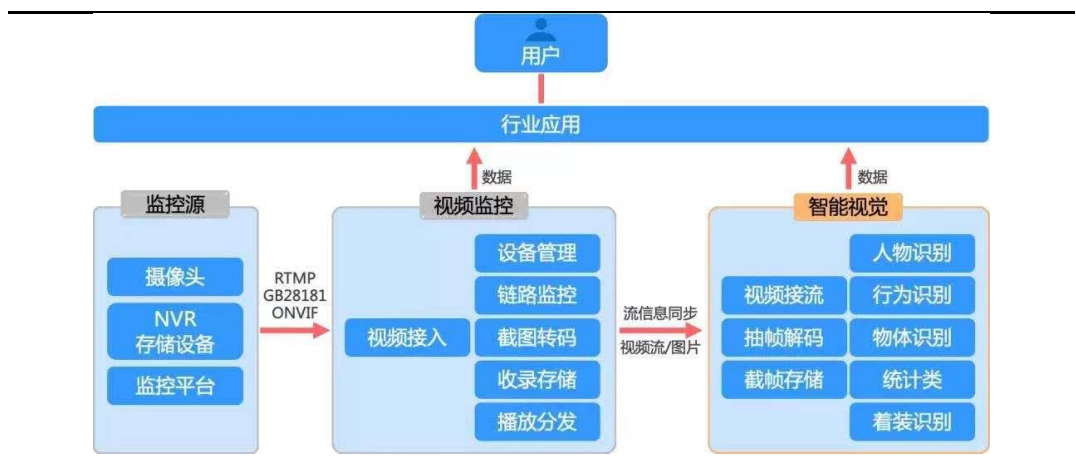 用户
行业应用
数据
数据
监控源
摄像头
NVR
存储设备
监控平台
RTMP
GB28181
ONVIF
视频监控
视频接入
设备管理
链路监控
截图转码
收录存储
播放分发
流信息同步
视频流/图片
智能视觉
视频接流
抽帧解码
截帧存储
人物识别
行为识别
物体识别
统计类
着装识别